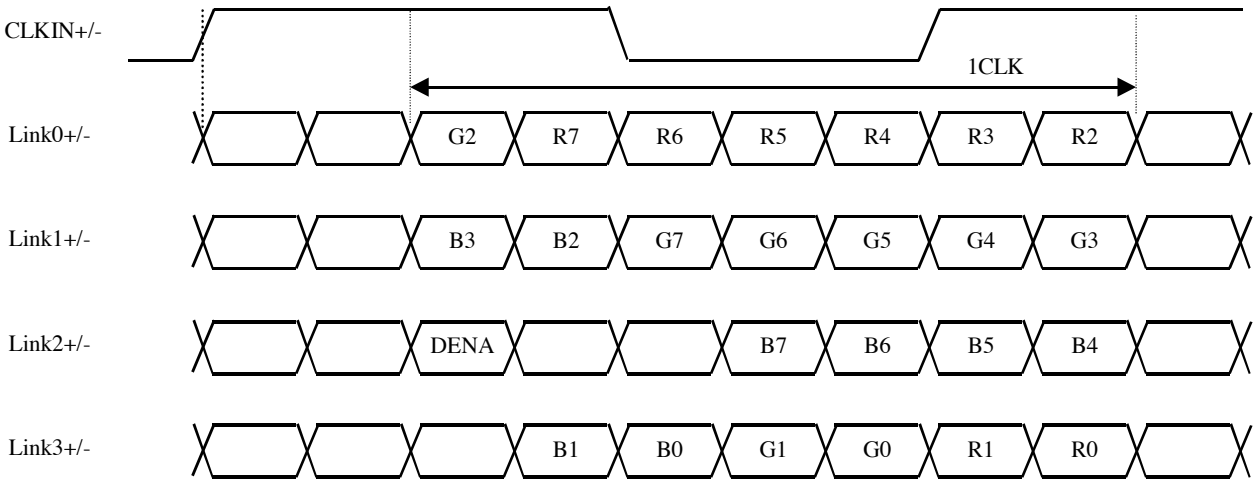 CLKIN+/-
1CLK
Link0+/- G2 R7 R6 R5 R4 R3 R2
Link1+/- B3 B2 G7 G6 G5 G4 G3
Link2+/- DENA B7 B6 B5 B4
Link3+/- B1 B0 G1 G0 R1 R0